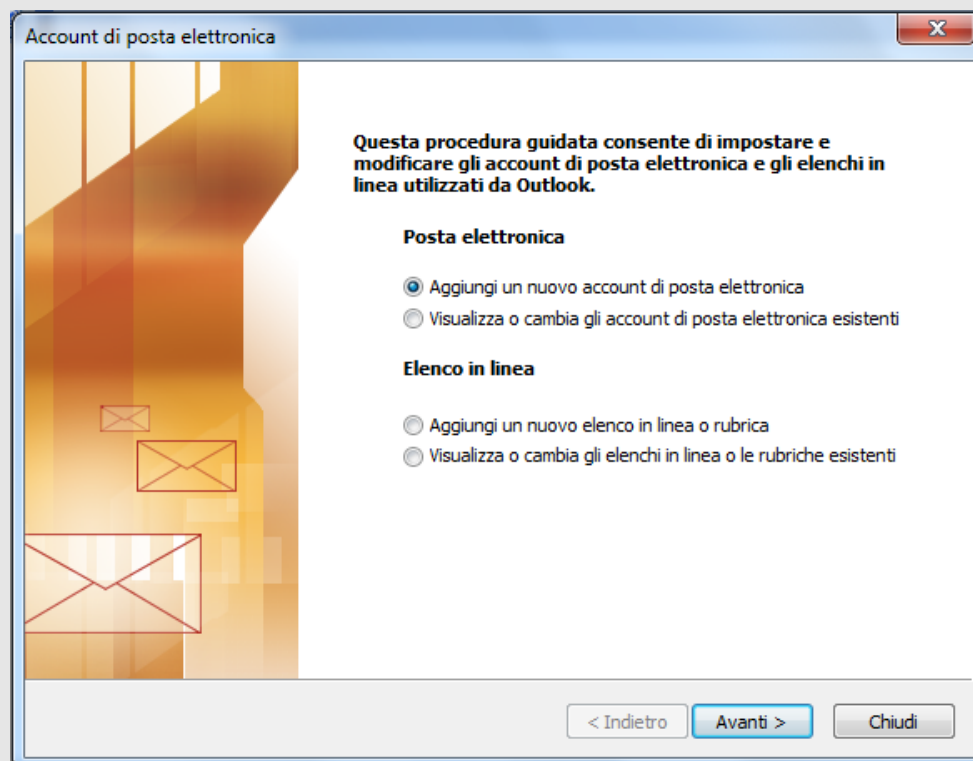 Account di posta elettronica
Questa procedura guidata consente di impostare e
modificare gli account di posta elettronica e gli elenchi in
linea utilizzati da Outlook.
Posta elettronica
Aggiungi un nuovo account di posta elettronica
Visualizza o cambia gli account di posta elettronica esistenti
Elenco in linea
Aggiungi un nuovo elenco in linea o rubrica
Visualizza o cambia gli elenchi in linea o le rubriche esistenti
< Indietro
Avanti >
Chiudi